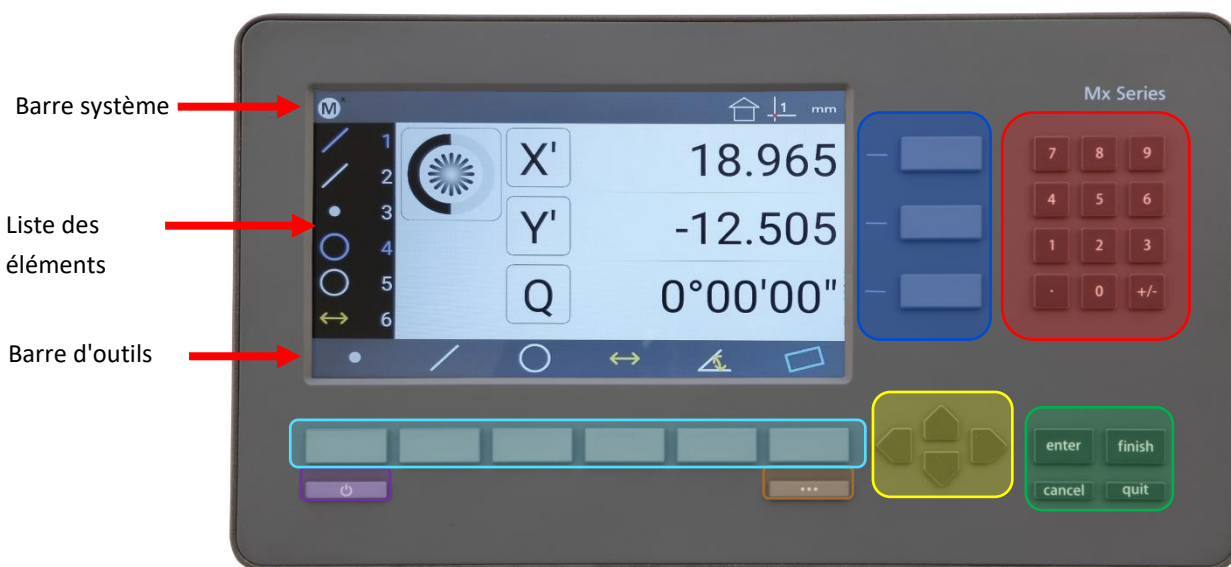 Mx Series
Barre système
M
1 mm
1
X' 18.965
2
3
Y' -12.505
Liste des
éléments
4
5
Q 0°00'00"
6
Barre d'outils
7 8 9
4 5 6
1 2 3
. 0 +/-
enter finish
cancel quit